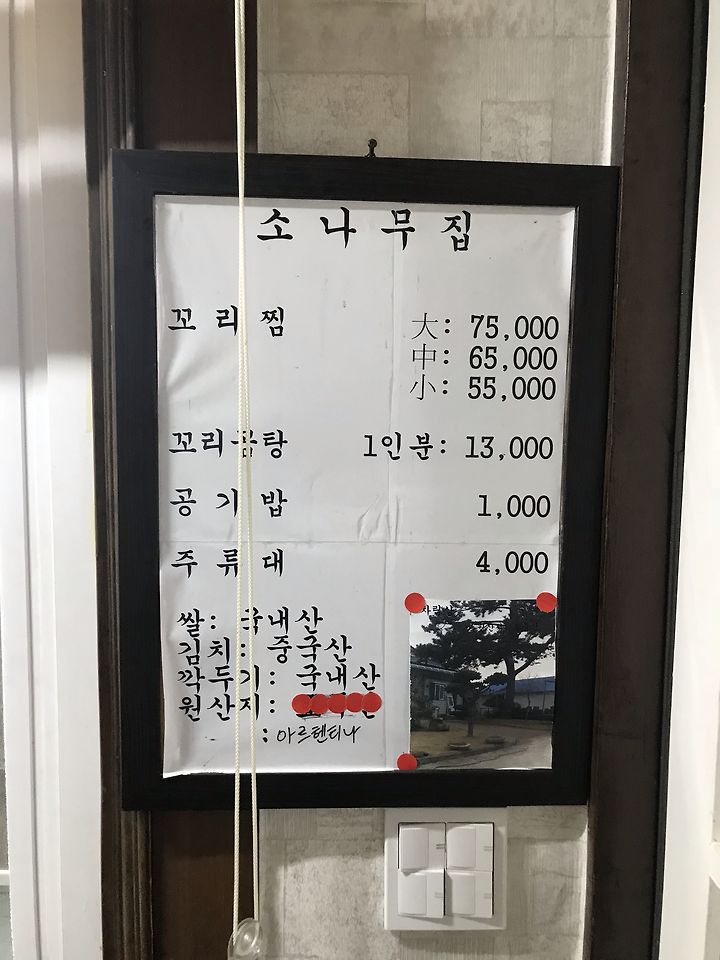 소나무집
꼬리찜 大: 75,000
中: 65,000
小: 55,000
꼬리곰탕 1인분: 13,000
공기밥 1,000
주류대 4,000
쌀: 국내산
김치: 중국산
깍두기: 국내산
원산지:
: 아르헨티나